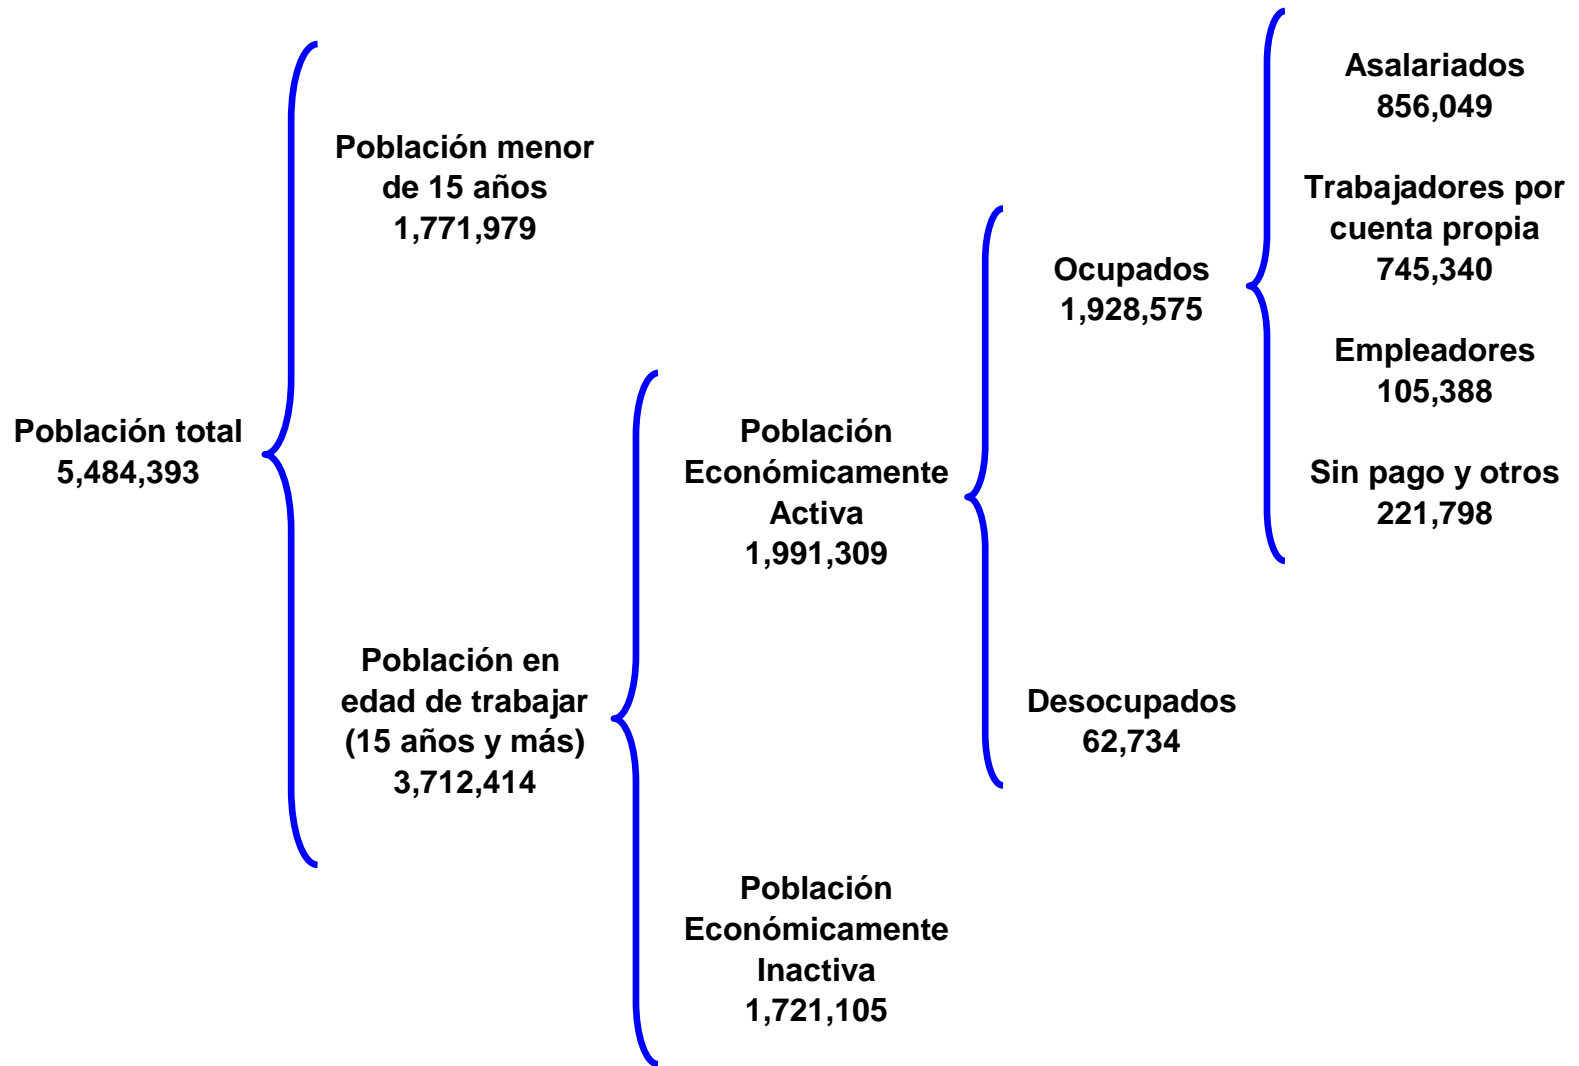 Población total
5,484,393
Población menor
de 15 años
1,771,979
Población en
edad de trabajar
(15 años y más)
3,712,414
Población
Económicamente
Activa
1,991,309
Población
Económicamente
Inactiva
1,721,105
Ocupados
1,928,575
Desocupados
62,734
Asalariados
856,049
Trabajadores por
cuenta propia
745,340
Empleadores
105,388
Sin pago y otros
221,798